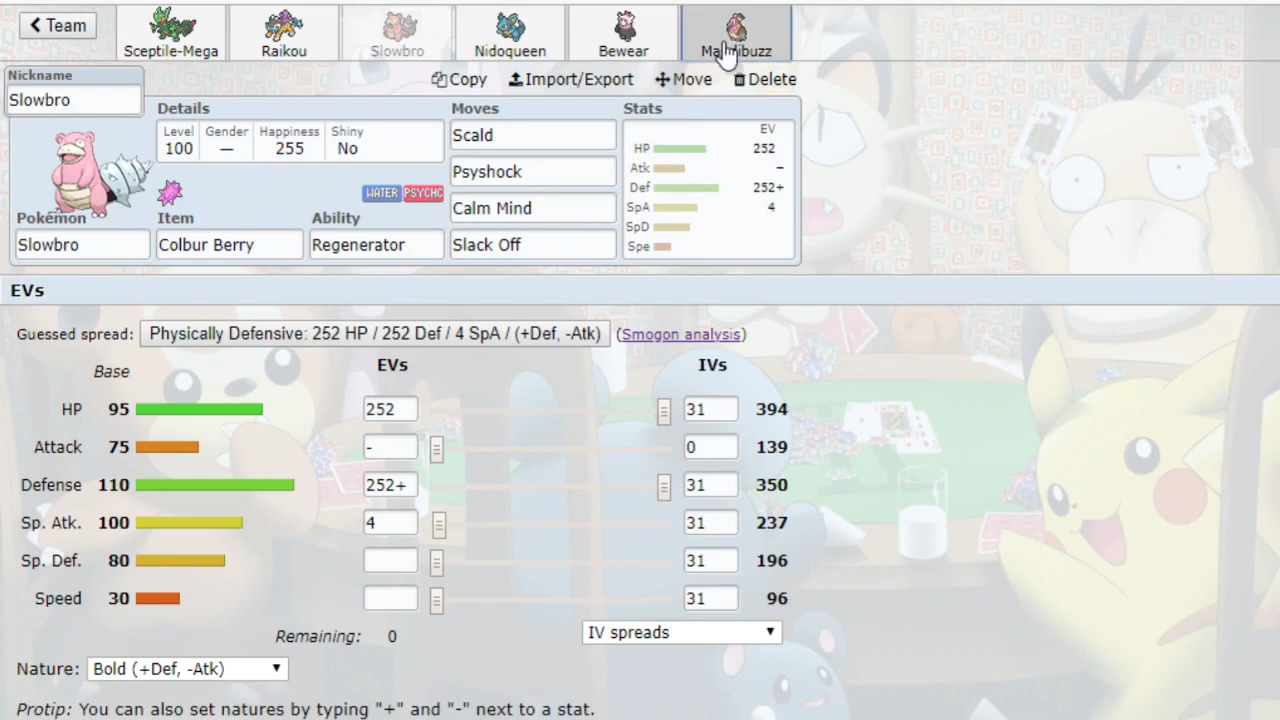 Team
Sceptile-Mega
Raikou
Slowbro
Nidoqueen
Bewear
Mandibuzz
Nickname
Slowbro
Copy
Import/Export
Move
Delete
Details
Moves
Stats
Level
Gender
Happiness
Shiny
100
—
255
No
WATER PSYCHC
Pokémon
Item
Ability
Slowbro
Colbur Berry
Regenerator
Scald
Psyshock
Calm Mind
Slack Off
EV
HP 252
Atk –
Def 252+
SpA 4
SpD
Spe
EVs
Guessed spread: Physically Defensive: 252 HP / 252 Def / 4 SpA / (+Def, -Atk) (Smogon analysis)
Base EVs IVs
HP 95 252 31 394
Attack 75 - 0 139
Defense 110 252+ 31 350
Sp. Atk. 100 4 31 237
Sp. Def. 80 31 196
Speed 30 31 96
Remaining: 0
IV spreads
Nature: Bold (+Def, -Atk)
Protip: You can also set natures by typing "+" and "-" next to a stat.